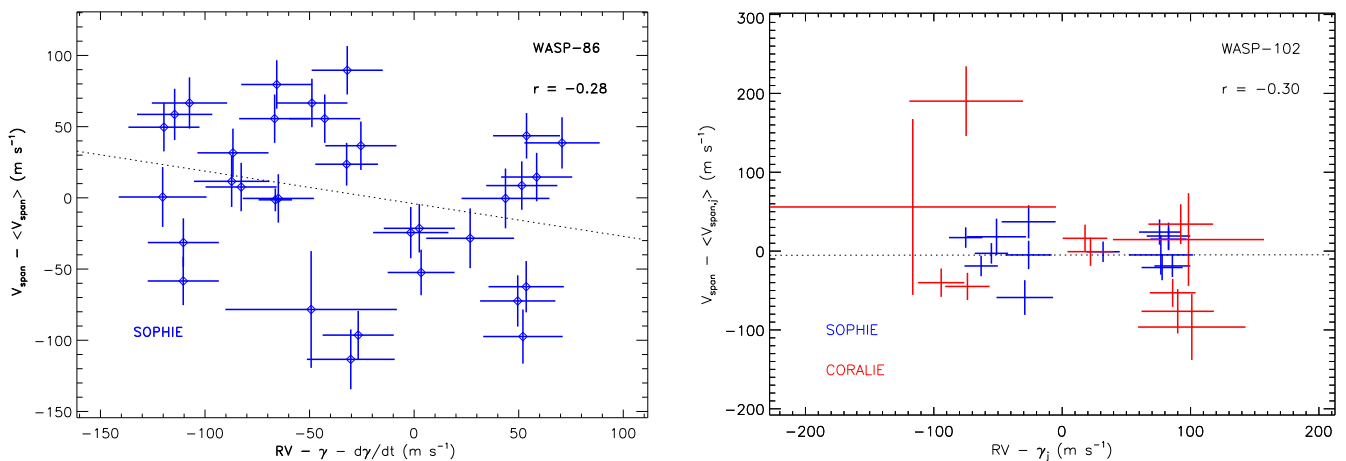 WASP-86
r = -0.28
SOPHIE
100
50
0
-50
-100
-150
V_span - <V_span> (m s⁻¹)
-150 -100 -50 0 50 100
RV - γ - dγ/dt (m s⁻¹)
WASP-102
r = -0.30
SOPHIE
CORALIE
300
200
100
0
-100
-200
V_span - <V_span,j> (m s⁻¹)
-200 -100 0 100 200
RV - γ_j (m s⁻¹)